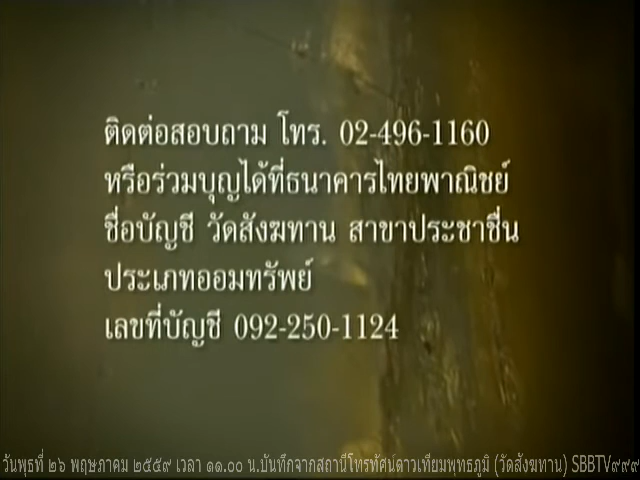 ติดต่อสอบถาม โทร. 02-496-1160
หรือร่วมบุญได้ที่ธนาคารไทยพาณิชย์
ชื่อบัญชี วัดสังฆทาน สาขาประชาชื่น
ประเภทออมทรัพย์
เลขที่บัญชี 092-250-1124
วันพุธที่ ๒๖ พฤษภาคม ๒๕๕๙ เวลา ๑๑.๐๐ น.บันทึกจากสถานีโทรทัศน์ดาวเทียมพุทธภูมิ (วัดสังฆทาน) SBBTV๙๙๙